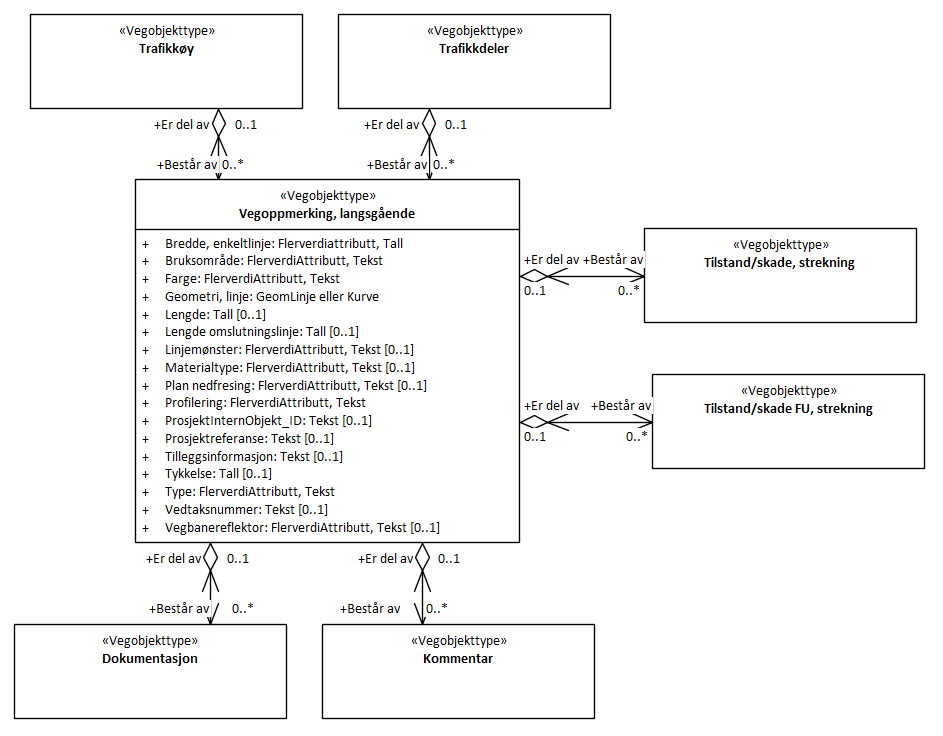 «Vegobjekttype»
Trafikkøy
«Vegobjekttype»
Trafikkdeler
+Er del av 0..1
+Er del av 0..1
+Består av 0..*
+Består av 0..*
«Vegobjekttype»
Vegoppmerking, langsgående
+ Bredde, enkeltlinje: Flerverdiattributt, Tall
+ Bruksområde: FlerverdiAttributt, Tekst
+ Farge: FlerverdiAttributt, Tekst
+ Geometri, linje: GeomLinje eller Kurve
+ Lengde: Tall [0..1]
+ Lengde omslutningslinje: Tall [0..1]
+ Linjemønster: FlerverdiAttributt, Tekst [0..1]
+ Materialtype: FlerverdiAttributt, Tekst [0..1]
+ Plan nedfresing: FlerverdiAttributt, Tekst [0..1]
+ Profilering: FlerverdiAttributt, Tekst
+ ProsjektInternObjekt_ID: Tekst [0..1]
+ Prosjektreferanse: Tekst [0..1]
+ Tilleggsinformasjon: Tekst [0..1]
+ Tykkelse: Tall [0..1]
+ Type: FlerverdiAttributt, Tekst
+ Vedtaksnummer: Tekst [0..1]
+ Vegbanereflektor: FlerverdiAttributt, Tekst [0..1]
+Er del av +Består av
0..1 0..*
«Vegobjekttype»
Tilstand/skade, strekning
+Er del av +Består av
0..1 0..*
«Vegobjekttype»
Tilstand/skade FU, strekning
+Er del av 0..1
+Er del av 0..1
+Består av 0..*
+Består av 0..*
«Vegobjekttype»
Dokumentasjon
«Vegobjekttype»
Kommentar